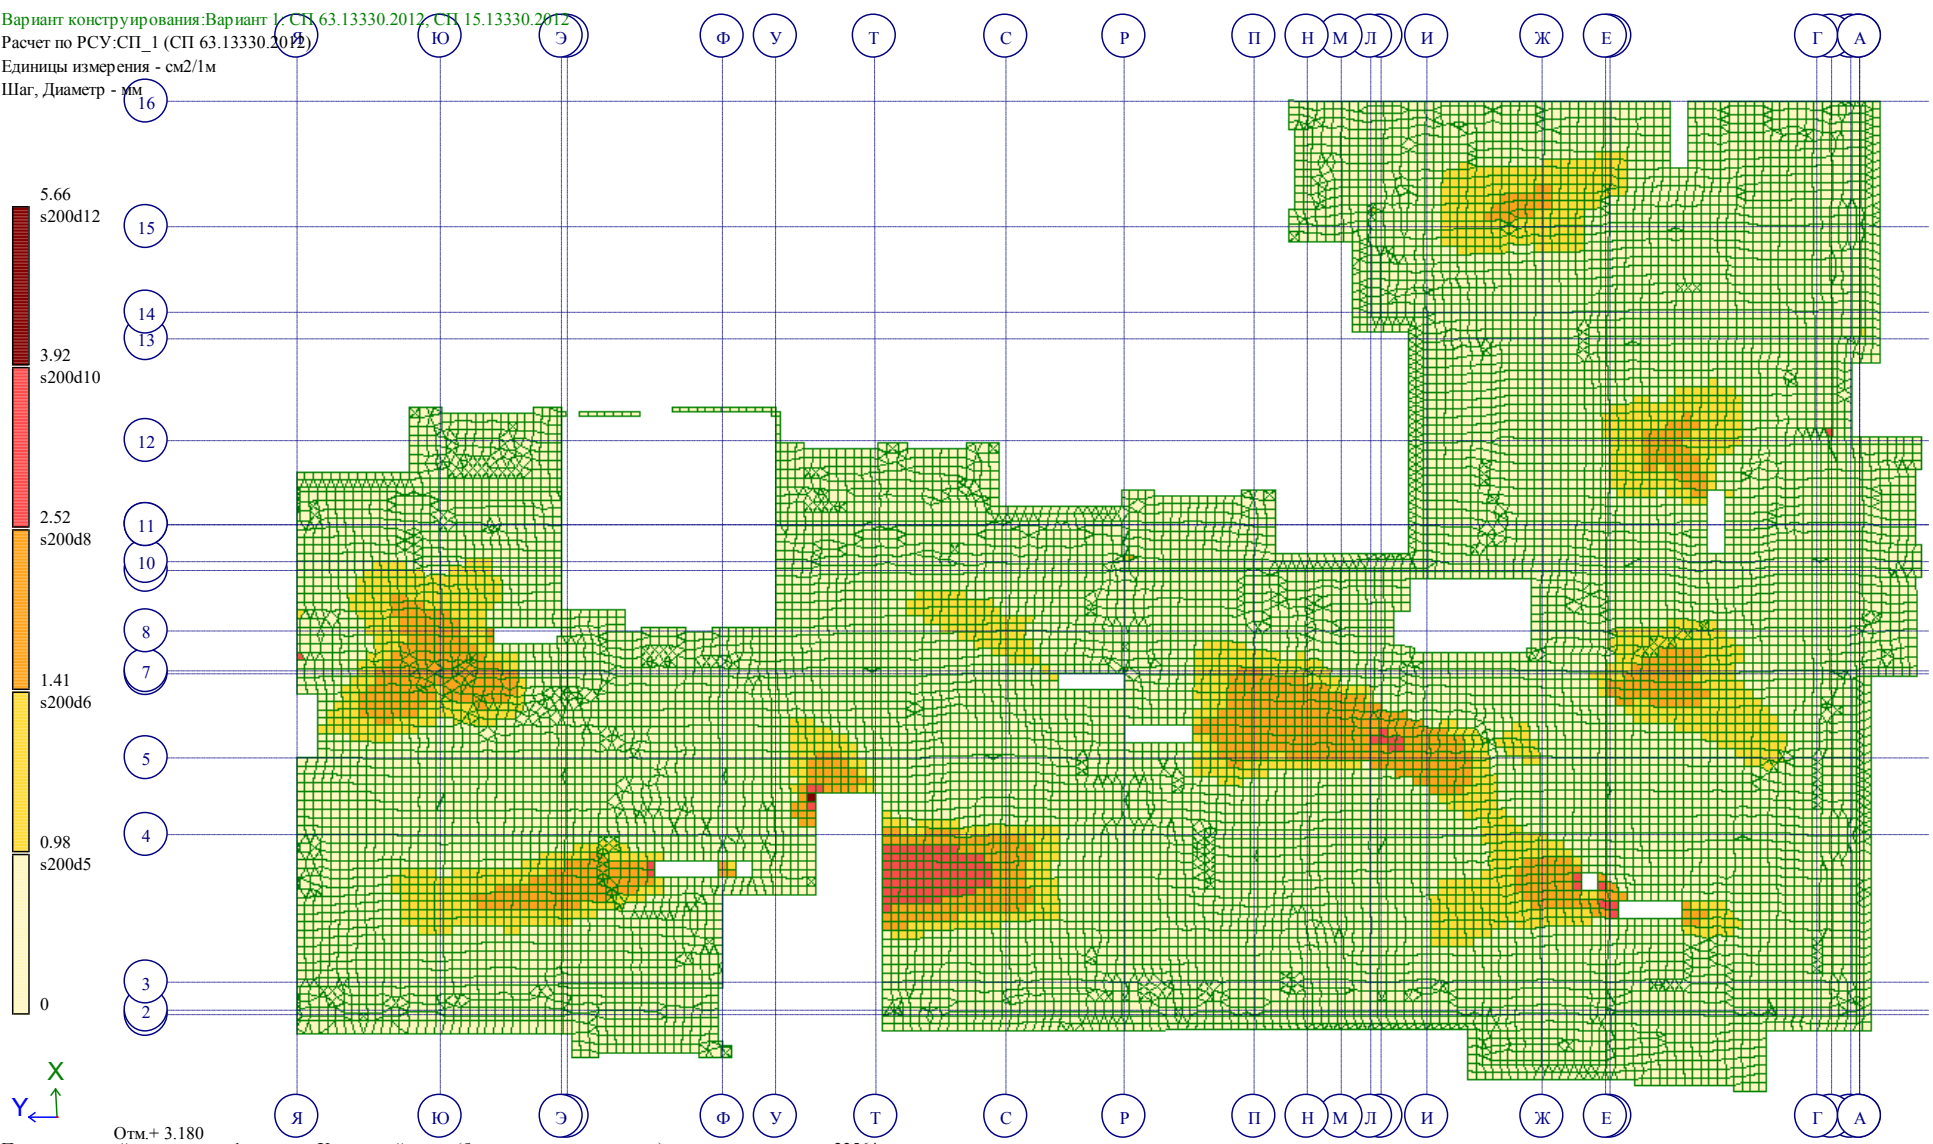 Вариант конструирования:Вариант 1: СП 63.13330.2012, СП 15.13330.2012
Расчет по РСУ:СП_1 (СП 63.13330.2012)
Единицы измерения - см2/1м
Шаг, Диаметр - мм
Я Ю Э Ф У Т С Р П Н М Л И Ж Е Г А
16
15
14
13
12
11
10
8
7
5
4
3
2
5.66
s200d12
3.92
s200d10
2.52
s200d8
1.41
s200d6
0.98
s200d5
0
X
Y
Я Ю Э Ф У Т С Р П Н М Л И Ж Е Г А
Отм.+ 3.180